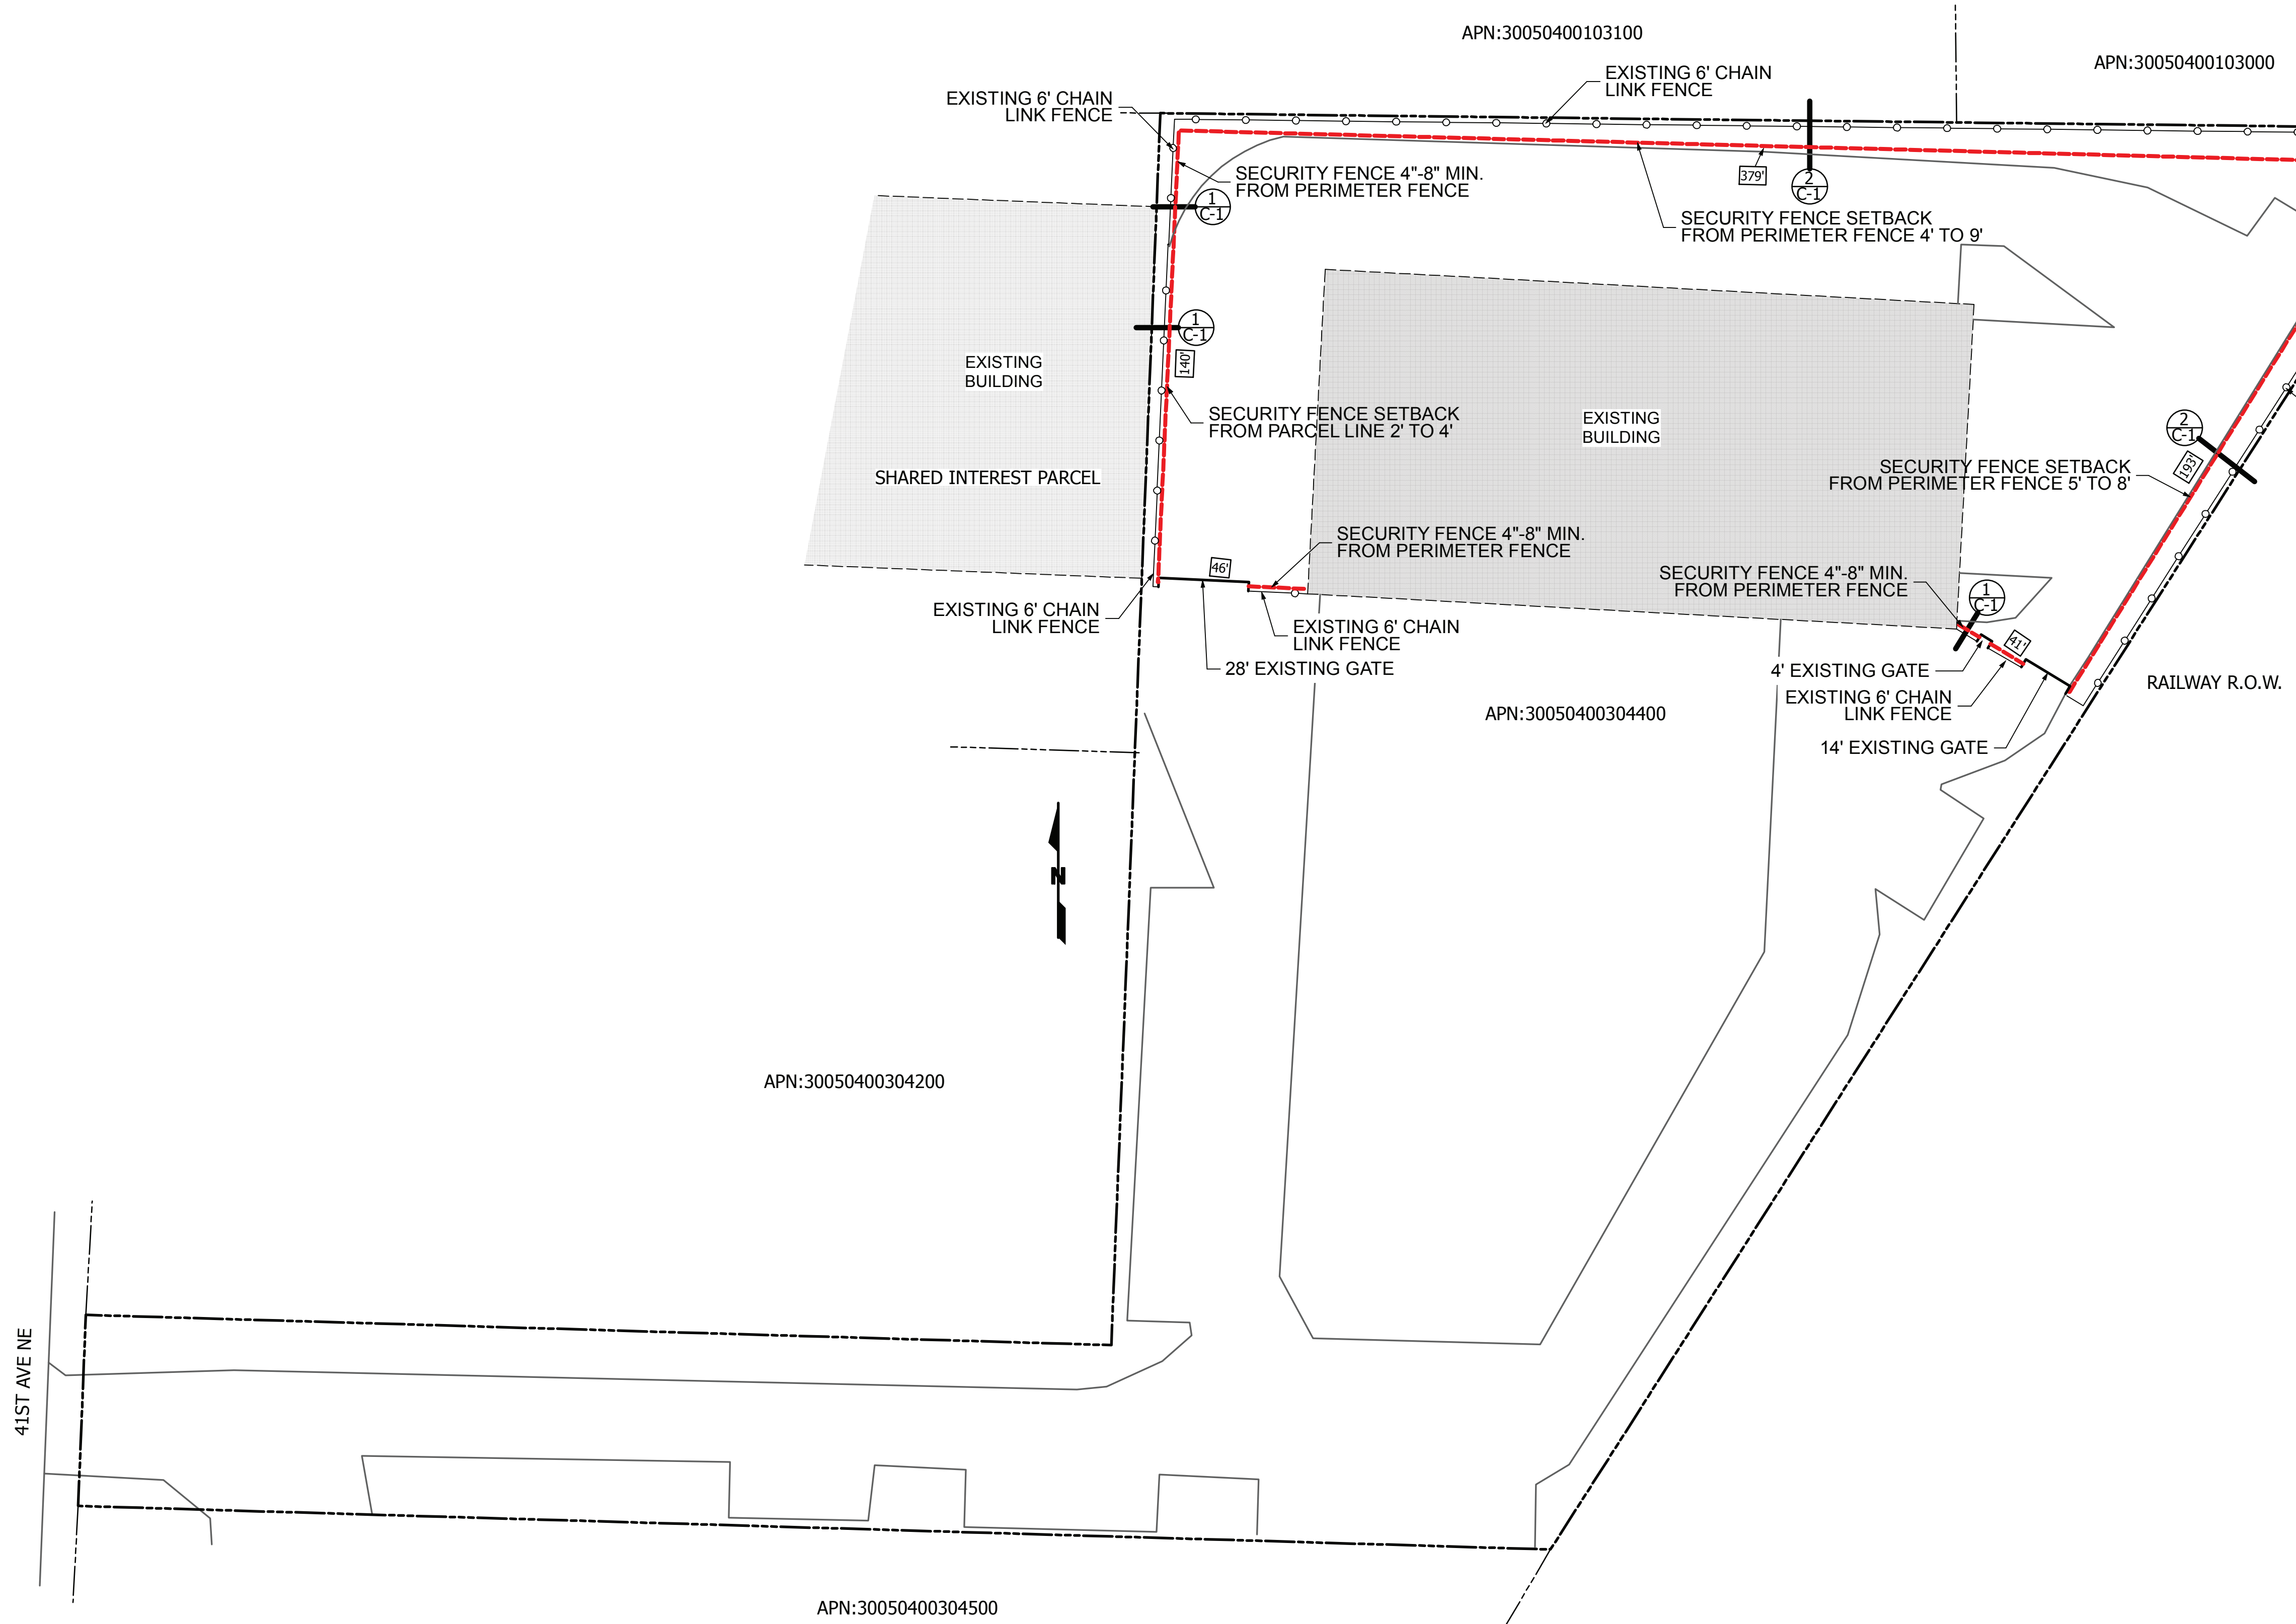 APN:30050400103100
APN:30050400103000
EXISTING 6' CHAIN
LINK FENCE
EXISTING 6' CHAIN
LINK FENCE
SECURITY FENCE 4"-8" MIN.
FROM PERIMETER FENCE
379'
2
C-1
1
C-1
SECURITY FENCE SETBACK
FROM PERIMETER FENCE 4' TO 9'
1
C-1
140'
EXISTING
BUILDING
SECURITY FENCE SETBACK
FROM PARCEL LINE 2' TO 4'
EXISTING
BUILDING
2
C-1
193'
SECURITY FENCE SETBACK
FROM PERIMETER FENCE 5' TO 8'
SHARED INTEREST PARCEL
SECURITY FENCE 4"-8" MIN.
FROM PERIMETER FENCE
46'
SECURITY FENCE 4"-8" MIN.
FROM PERIMETER FENCE
1
C-1
EXISTING 6' CHAIN
LINK FENCE
EXISTING 6' CHAIN
LINK FENCE
41'
28' EXISTING GATE
4' EXISTING GATE
EXISTING 6' CHAIN
LINK FENCE
RAILWAY R.O.W.
APN:30050400304400
14' EXISTING GATE
N
APN:30050400304200
41ST AVE NE
APN:30050400304500